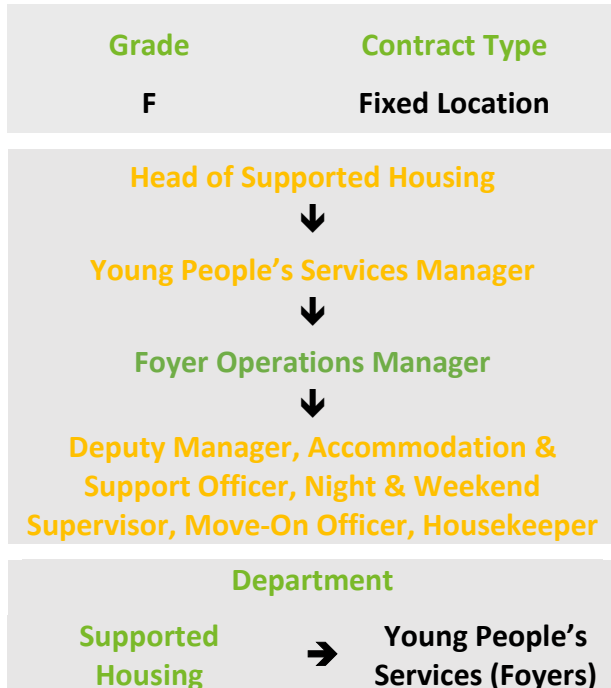 Grade Contract Type
F Fixed Location
Head of Supported Housing
↓
Young People’s Services Manager
↓
Foyer Operations Manager
↓
Deputy Manager, Accommodation &
Support Officer, Night & Weekend
Supervisor, Move-On Officer, Housekeeper
Department
Supported Housing ➔ Young People’s Services (Foyers)